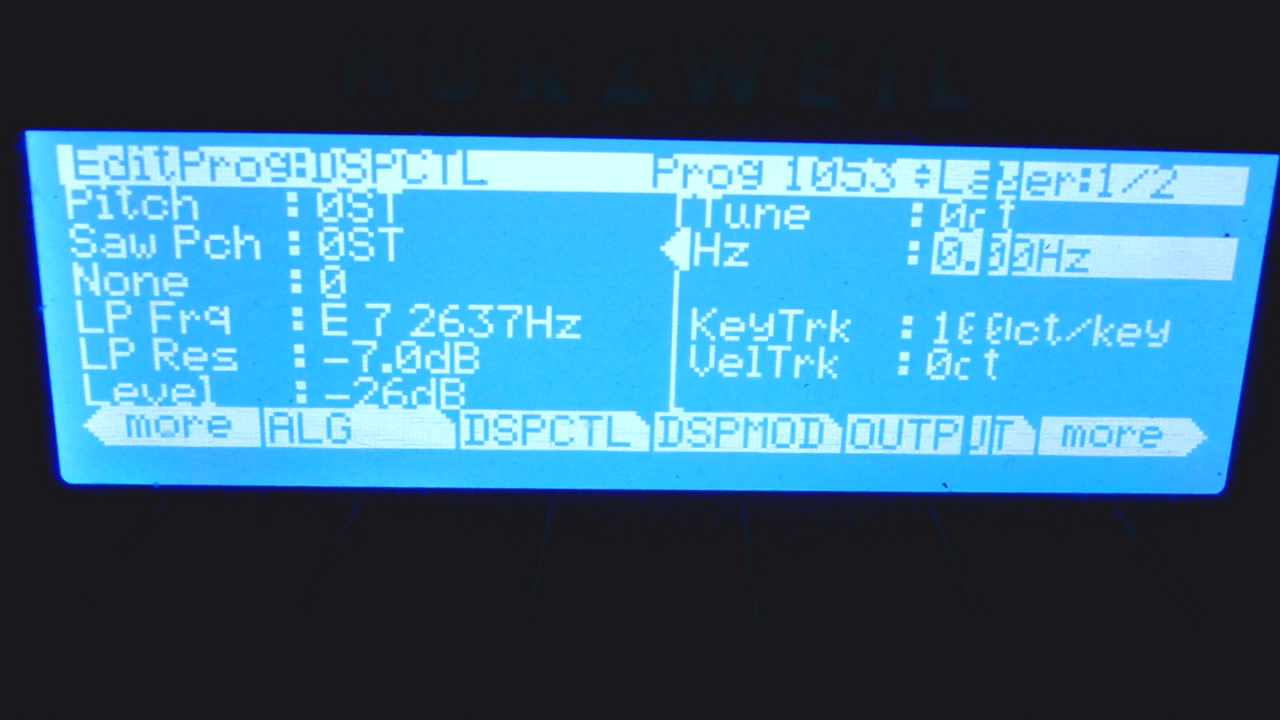 KURZWEIL
EditProg:DSPCTL Prog 1053 Layer:1/2
Pitch : 0ST Tune : 0ct
Saw Pch : 0ST Hz : 0.00Hz
None : 0
LP Frq : E 7 2637Hz KeyTrk : 100ct/key
LP Res : -7.0dB VelTrk : 0ct
Level : -26dB
more ALG DSPCTL DSPMOD OUTPUT more